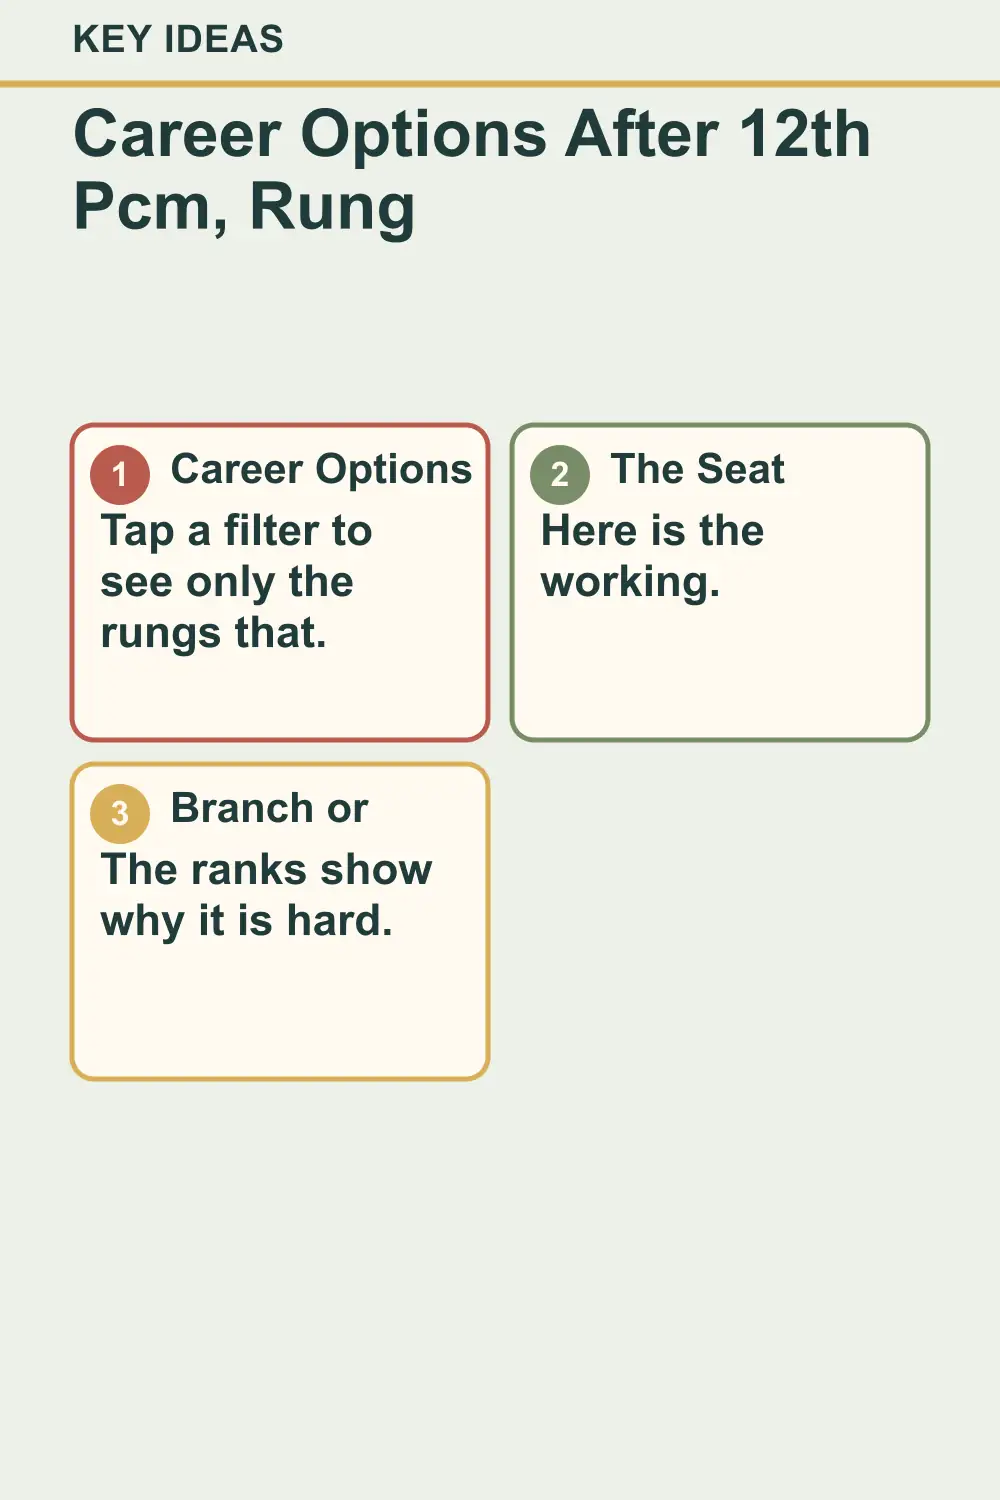 KEY IDEAS
Career Options After 12th
Pcm, Rung
1 Career Options
Tap a filter to
see only the
rungs that.
2 The Seat
Here is the
working.
3 Branch or
The ranks show
why it is hard.